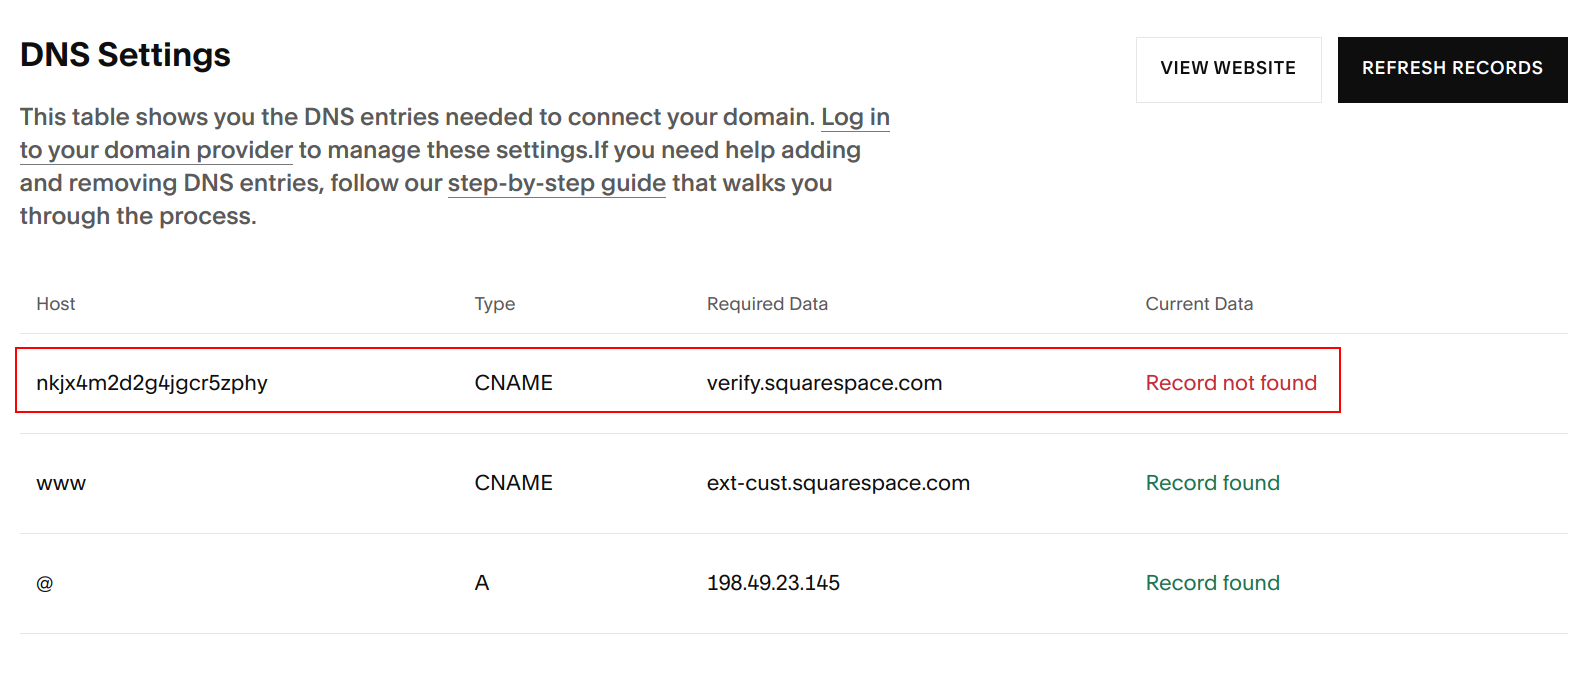 DNS Settings
VIEW WEBSITE
REFRESH RECORDS
This table shows you the DNS entries needed to connect your domain. Log in
to your domain provider to manage these settings.If you need help adding
and removing DNS entries, follow our step-by-step guide that walks you
through the process.
Host Type Required Data Current Data
nkjx4m2d2g4jgcr5zphy CNAME verify.squarespace.com Record not found
www CNAME ext-cust.squarespace.com Record found
@ A 198.49.23.145 Record found